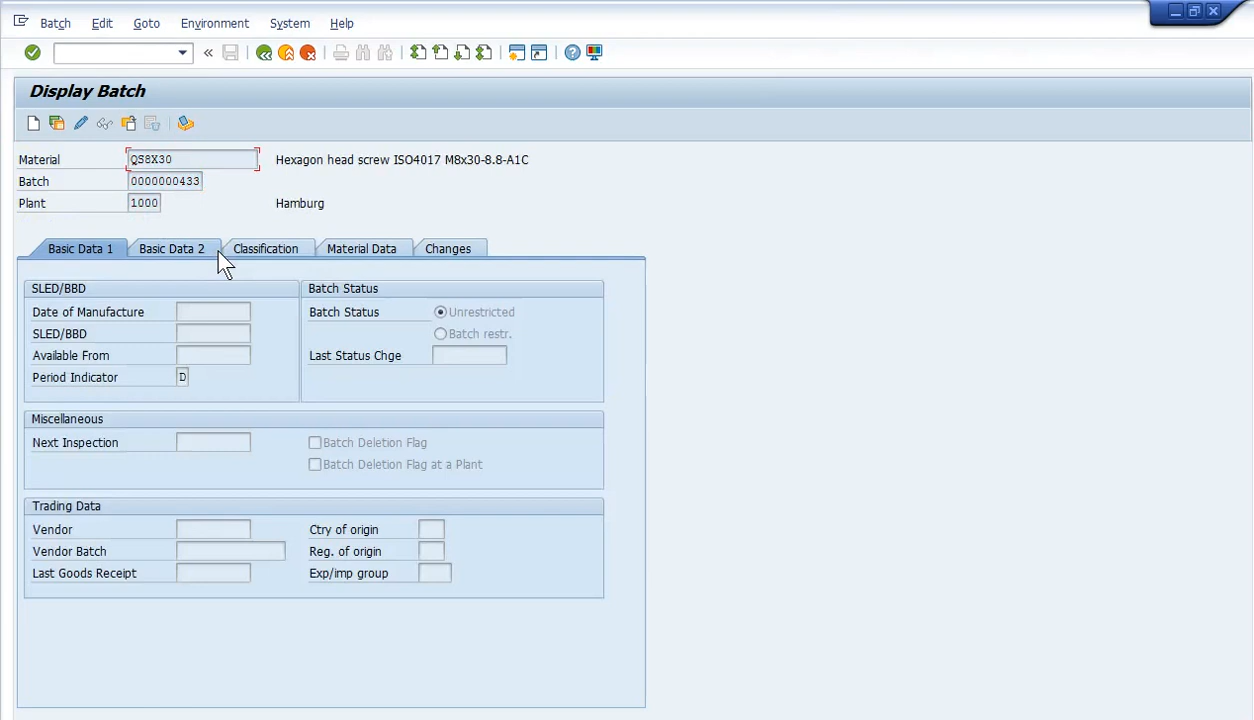 Batch Edit Goto Environment System Help
Display Batch
Material QS8X30 Hexagon head screw ISO4017 M8x30-8.8-A1C
Batch 0000000433
Plant 1000 Hamburg
Basic Data 1 Basic Data 2 Classification Material Data Changes
SLED/BBD Batch Status
Date of Manufacture Batch Status Unrestricted
SLED/BBD Batch restr.
Available From Last Status Chge
Period Indicator D
Miscellaneous
Next Inspection Batch Deletion Flag
Batch Deletion Flag at a Plant
Trading Data
Vendor Ctry of origin
Vendor Batch Reg. of origin
Last Goods Receipt Exp/imp group